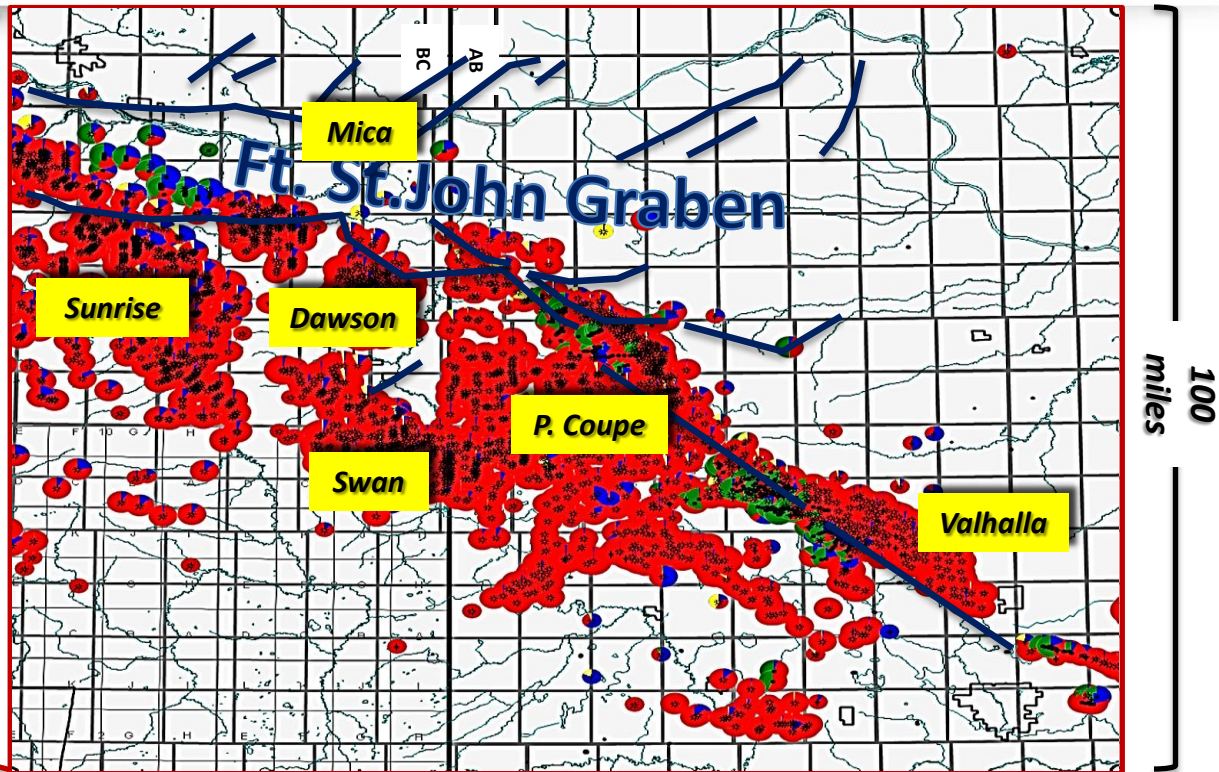 BC
AB
Mica
Ft. St.John Graben
Sunrise
Dawson
P. Coupe
Swan
Valhalla
100
miles